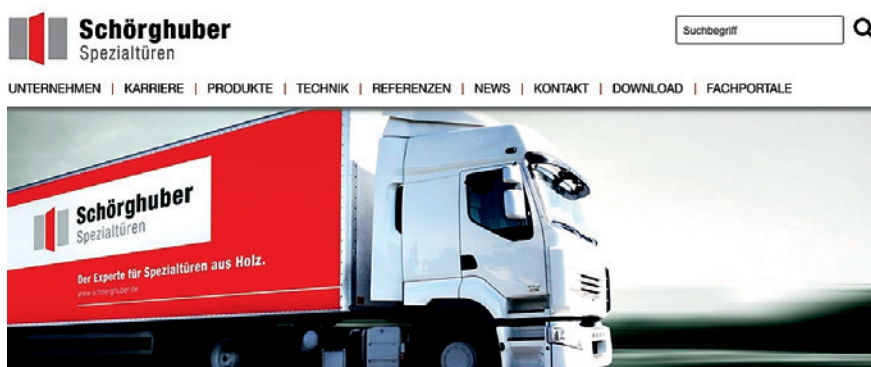 Schörghuber
Spezialtüren
Suchbegriff
UNTERNEHMEN | KARRIERE | PRODUKTE | TECHNIK | REFERENZEN | NEWS | KONTAKT | DOWNLOAD | FACHPORTALE
Schörghuber
Spezialtüren
Der Experte für Spezialtüren aus Holz.
www.schoerghuber.de